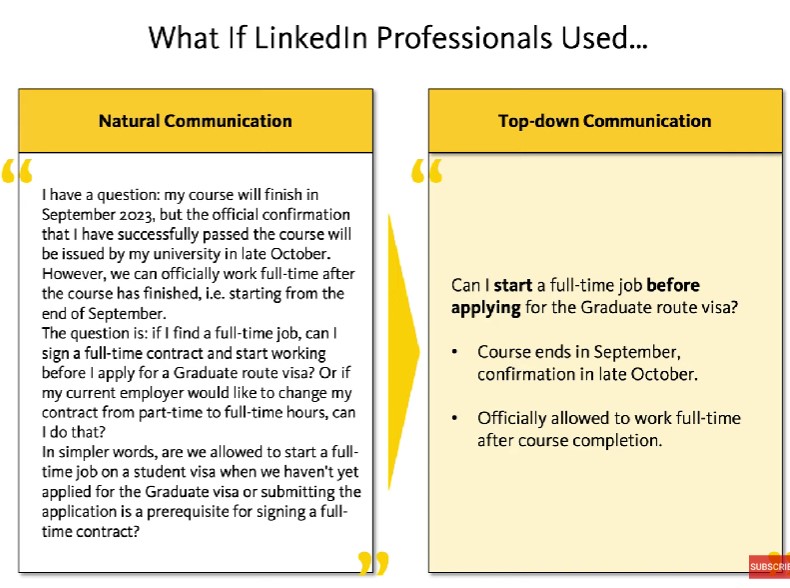 What If LinkedIn Professionals Used...
Natural Communication
“
I have a question: my course will finish in
September 2023, but the official confirmation
that I have successfully passed the course will
be issued by my university in late October.
However, we can officially work full-time after
the course has finished, i.e. starting from the
end of September.
The question is: if I find a full-time job, can I
sign a full-time contract and start working
before I apply for a Graduate route visa? Or if
my current employer would like to change my
contract from part-time to full-time hours, can
I do that?
In simpler words, are we allowed to start a full-
time job on a student visa when we haven't yet
applied for the Graduate visa or submitting the
application is a prerequisite for signing a full-
time contract?
”
Top-down Communication
“
Can I start a full-time job before
applying for the Graduate route visa?
• Course ends in September,
confirmation in late October.
• Officially allowed to work full-time
after course completion.
SUBSCRIBE